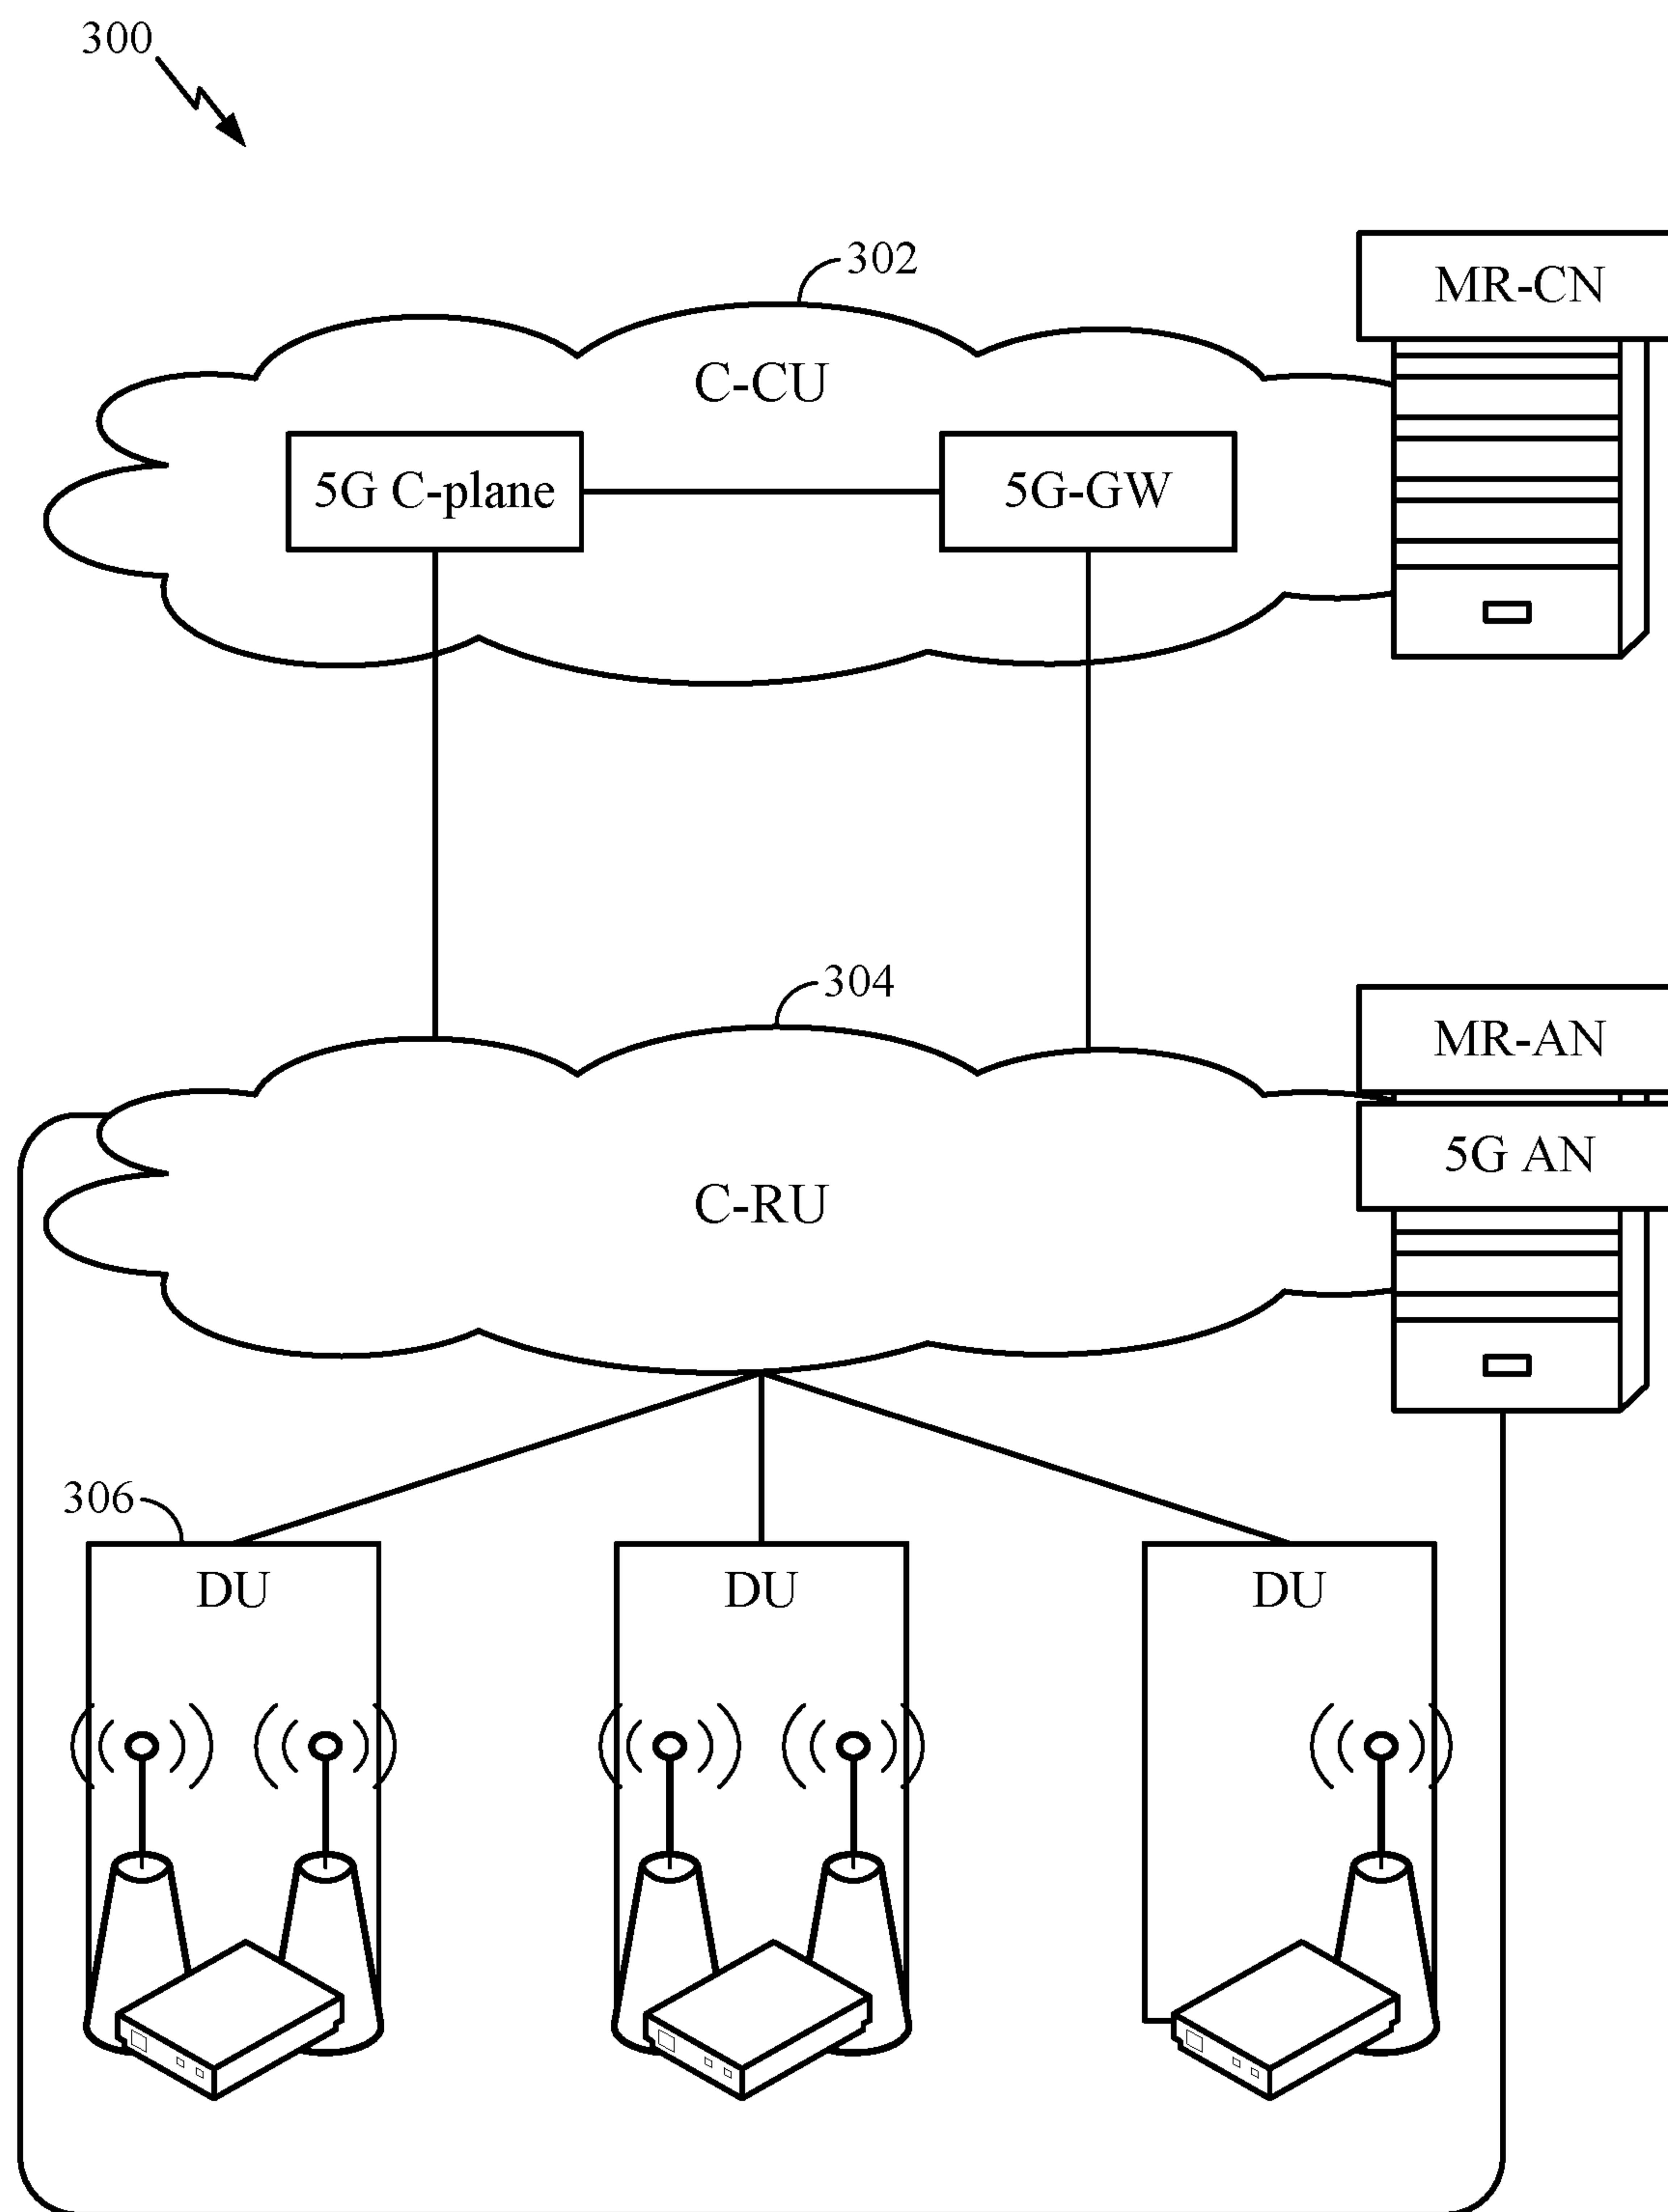 300
302
MR-CN
C-CU
5G C-plane
5G-GW
304
MR-AN
5G AN
C-RU
306
DU
DU
DU